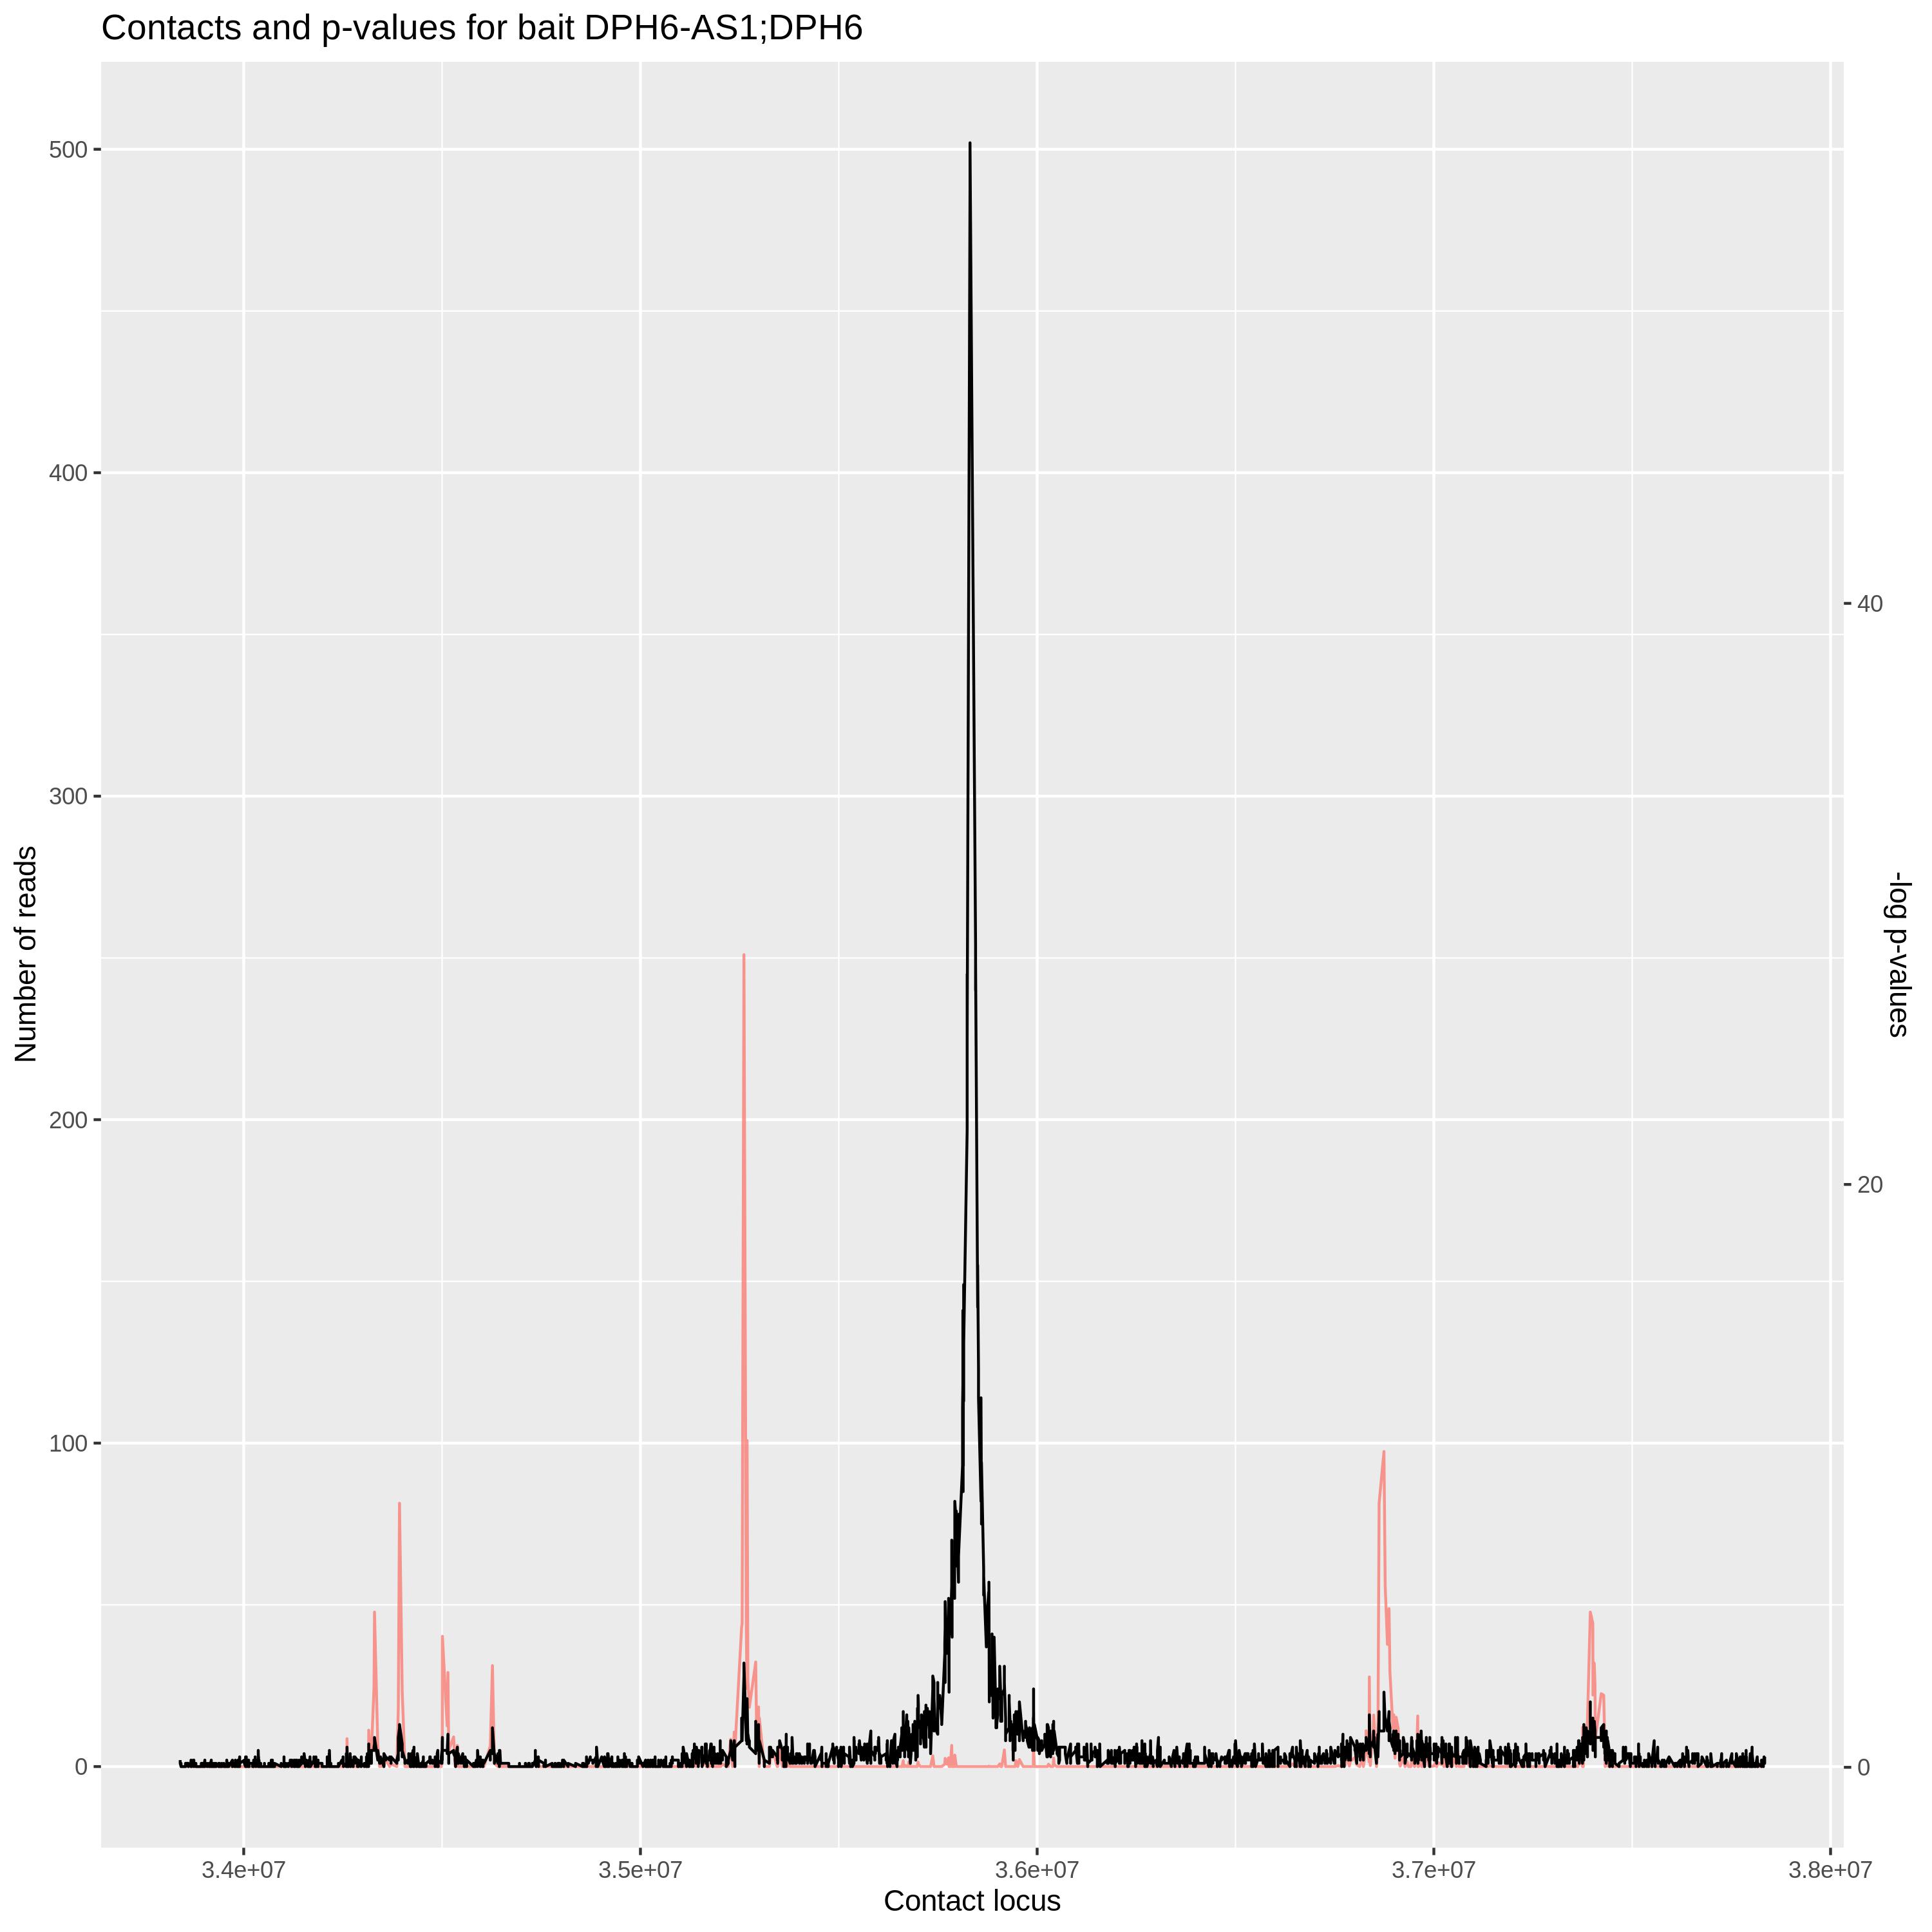 Contacts and p-values for bait DPH6-AS1;DPH6
500
400
300
200
100
0
Number of reads
40
20
0
-log p-values
3.4e+07
3.5e+07
3.6e+07
3.7e+07
3.8e+07
Contact locus